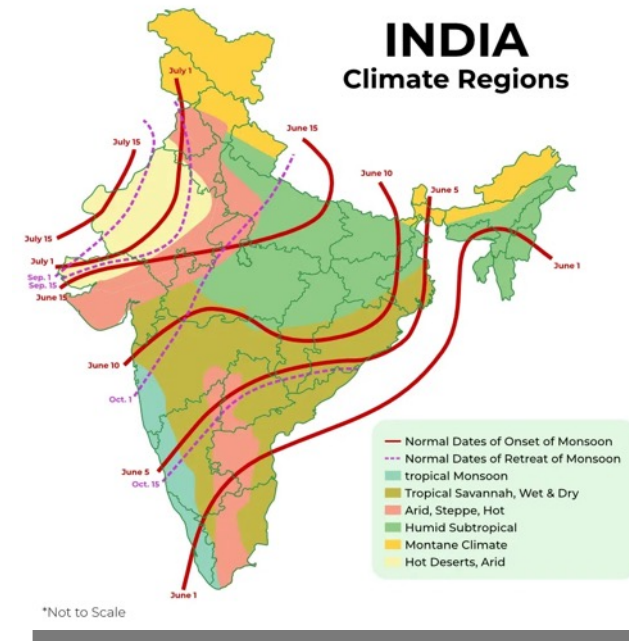 INDIA
Climate Regions
July 1
June 15
July 15
June 10
June 5
July 15
July 1
Sep. 1
Sep. 15
June 15
June 1
June 10
Oct. 1
June 5
Oct. 15
June 1
Normal Dates of Onset of Monsoon
Normal Dates of Retreat of Monsoon
tropical Monsoon
Tropical Savannah, Wet & Dry
Arid, Steppe, Hot
Humid Subtropical
Montane Climate
Hot Deserts, Arid
*Not to Scale